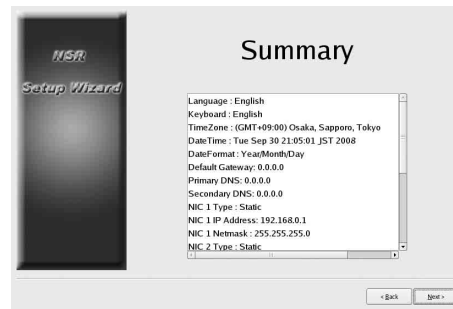 NSR
Setup Wizard
Summary
Language : English
Keyboard : English
TimeZone : (GMT+09:00) Osaka, Sapporo, Tokyo
DateTime : Tue Sep 30 21:05:01 JST 2008
DateFormat : Year/Month/Day
Default Gateway: 0.0.0.0
Primary DNS: 0.0.0.0
Secondary DNS: 0.0.0.0
NIC 1 Type : Static
NIC 1 IP Address: 192.168.0.1
NIC 1 Netmask : 255.255.255.0
NIC 2 Type : Static
< Back
Next >